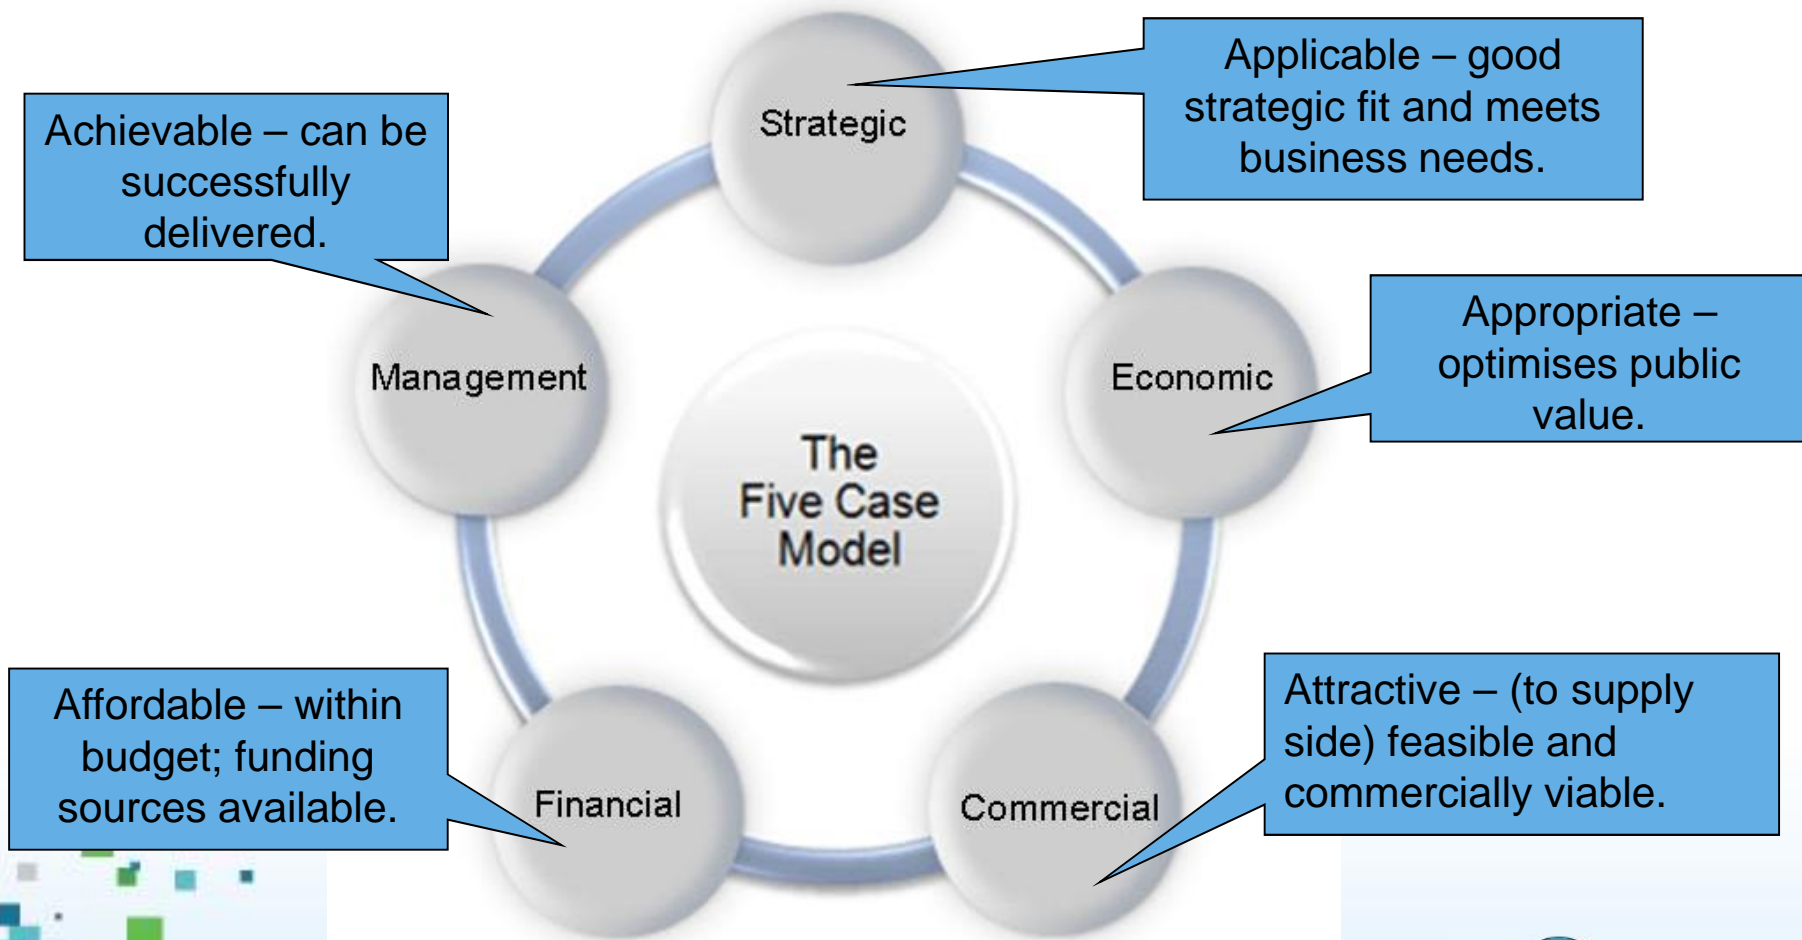 Applicable – good
strategic fit and meets
business needs.
Strategic
Achievable – can be
successfully
delivered.
Management
Economic
Appropriate –
optimises public
value.
The
Five Case
Model
Affordable – within
budget; funding
sources available.
Financial
Commercial
Attractive – (to supply
side) feasible and
commercially viable.